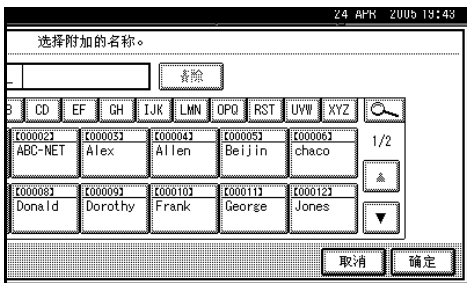 24 APR 2005 19:43
选择附加的名称。
清除
CD EF GH IJK LMN OPQ RST UVW XYZ
[00002] [00003] [00004] [00005] [00006]
ABC-NET Alex Allen Beijin chaco
1/2
[00008] [00009] [00010] [00011] [00012]
Donald Dorothy Frank George Jones
取消 确定